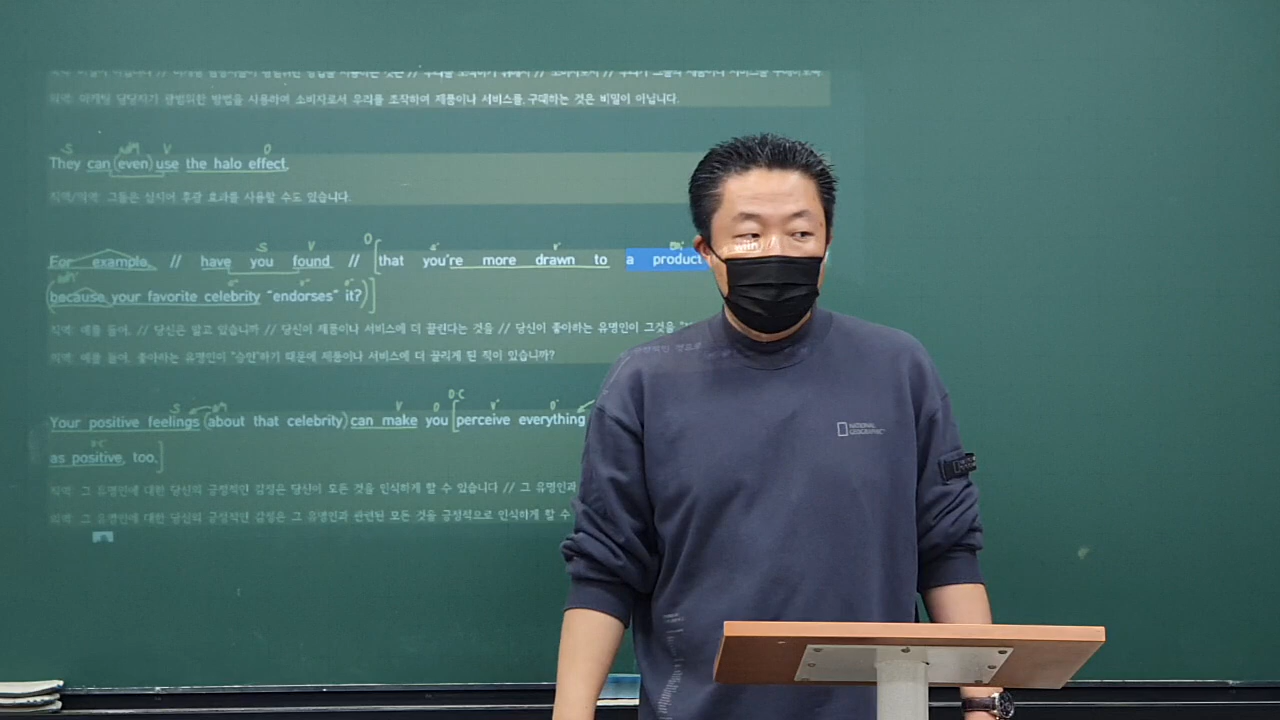 의역: 마케팅 담당자가 광범위한 방법을 사용하여 소비자로서 우리를 조작하여 제품이나 서비스를 구매하는 것은 비밀이 아닙니다.
S V O
They can (even) use the halo effect.
직역/의역: 그들은 심지어 후광 효과를 사용할 수도 있습니다.
S V O
For example, // have you found // [that you're more drawn to a product
(because your favorite celebrity "endorses" it?)]
직역: 예를 들어, // 당신은 알고 있습니까 // 당신이 제품이나 서비스에 더 끌린다는 것을 // 당신이 좋아하는 유명인이 그것을
의역: 예를 들어, 좋아하는 유명인이 "승인"하기 때문에 제품이나 서비스에 더 끌리게 된 적이 있습니까?
S V O O·C
Your positive feelings (about that celebrity) can make you [perceive everything
as positive, too.]
직역: 그 유명인에 대한 당신의 긍정적인 감정은 당신이 모든 것을 인식하게 할 수 있습니다 // 그 유명인과
의역: 그 유명인에 대한 당신의 긍정적인 감정은 그 유명인과 관련된 모든 것을 긍정적으로 인식하게 할 수
NATIONAL
GEOGRAPHIC